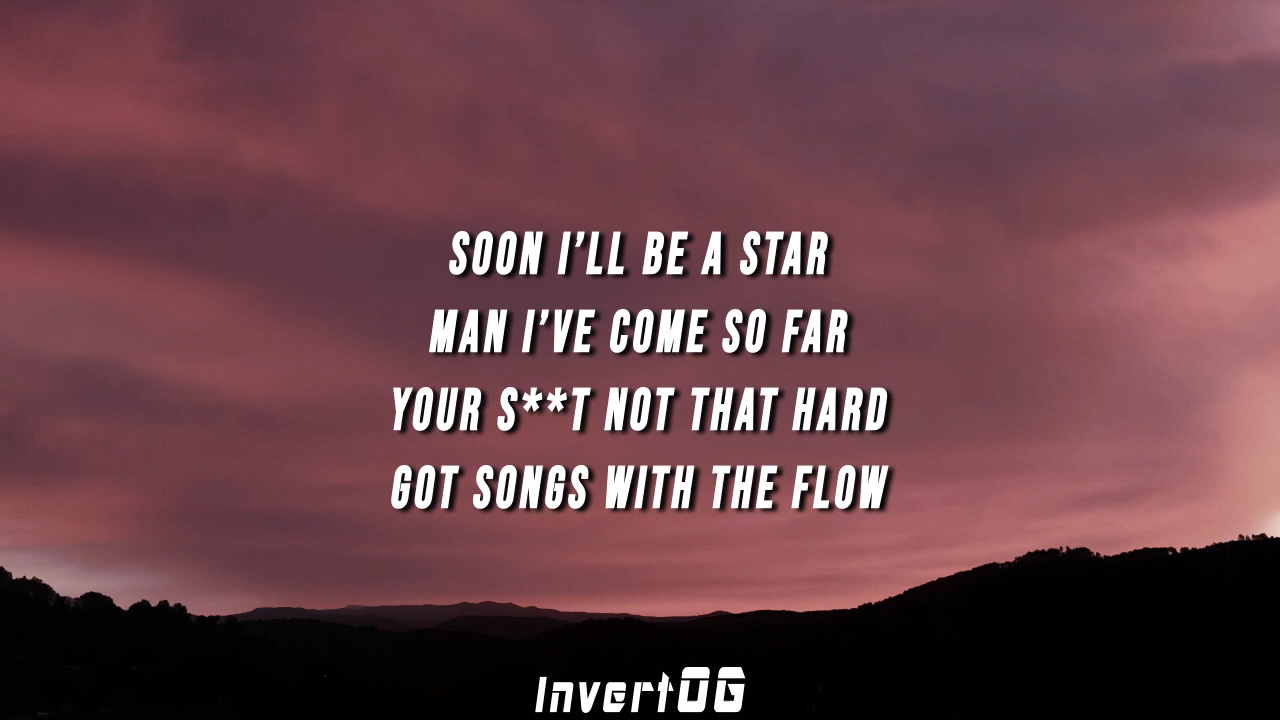 SOON I'LL BE A STAR
MAN I'VE COME SO FAR
YOUR S**T NOT THAT HARD
GOT SONGS WITH THE FLOW
InvertOG